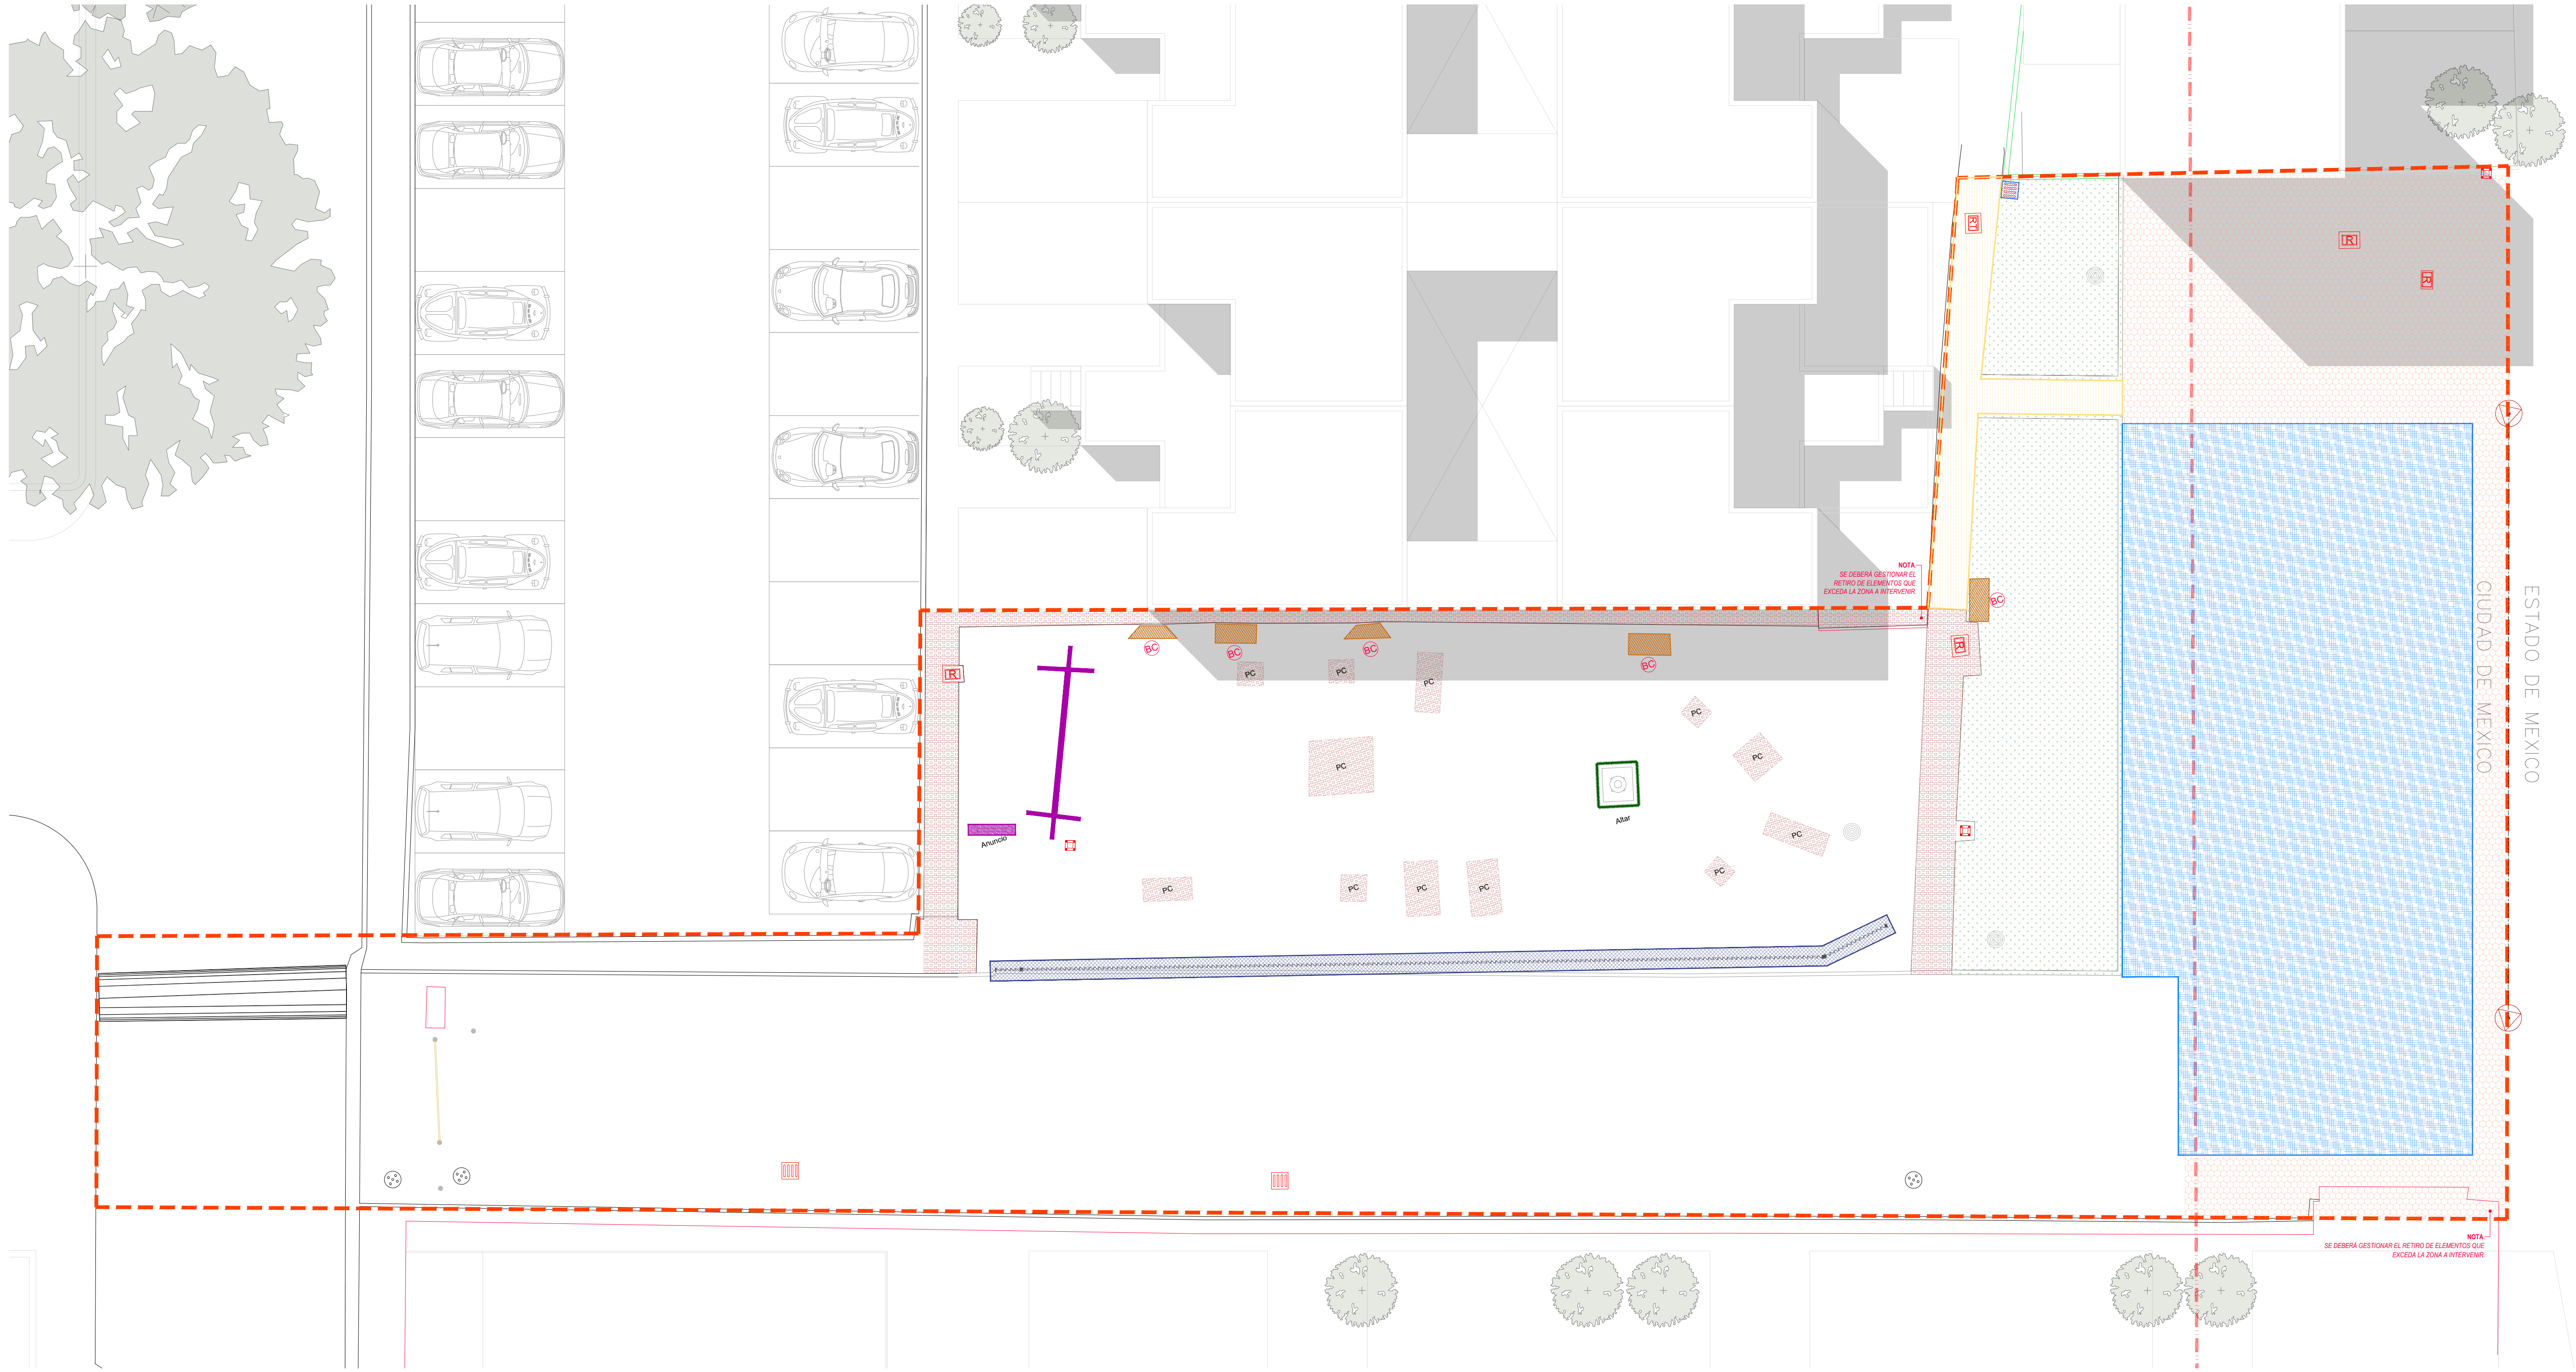 NOTA
SE DEBERÁ GESTIONAR EL
RETIRO DE ELEMENTOS QUE
EXCEDA LA ZONA A INTERVENIR.
R
R
R
R
R
BC
BC
BC
BC
BC
PC
PC
PC
PC
PC
PC
PC
PC
PC
PC
PC
PC
Anuncio
Altar
CIUDAD DE MEXICO
ESTADO DE MEXICO
NOTA
SE DEBERÁ GESTIONAR EL RETIRO DE ELEMENTOS QUE
EXCEDA LA ZONA A INTERVENIR.